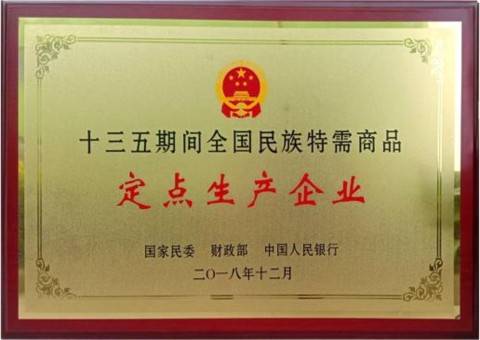 十三五期间全国民族特需商品
定点生产企业
国家民委 财政部 中国人民银行
二〇一八年十二月